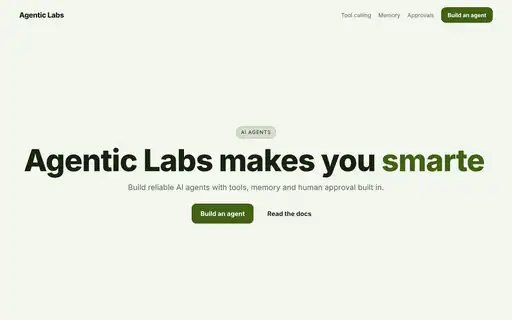 Agentic Labs
Tool calling Memory Approvals Build an agent
AI AGENTS
Agentic Labs makes you smarte
Build reliable AI agents with tools, memory and human approval built in.
Build an agent Read the docs